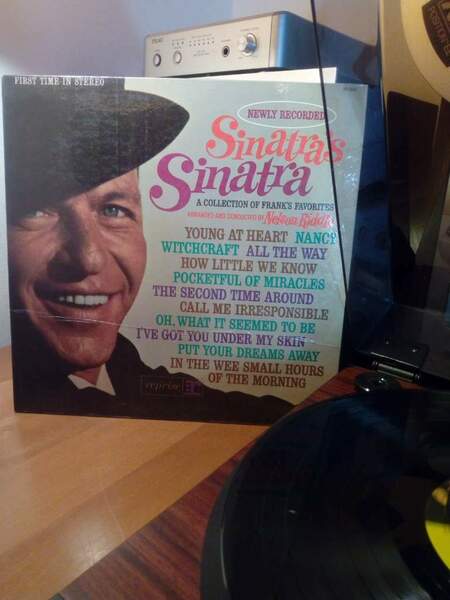 TEAC
FIRST TIME IN STEREO
NEWLY RECORDED
Sinatra's
Sinatra
A COLLECTION OF FRANK'S FAVORITES
ARRANGED AND CONDUCTED BY Nelson Riddle
YOUNG AT HEART NANCY
WITCHCRAFT ALL THE WAY
HOW LITTLE WE KNOW
POCKETFUL OF MIRACLES
THE SECOND TIME AROUND
CALL ME IRRESPONSIBLE
OH, WHAT IT SEEMED TO BE
I'VE GOT YOU UNDER MY SKIN
PUT YOUR DREAMS AWAY
IN THE WEE SMALL HOURS
OF THE MORNING
reprise